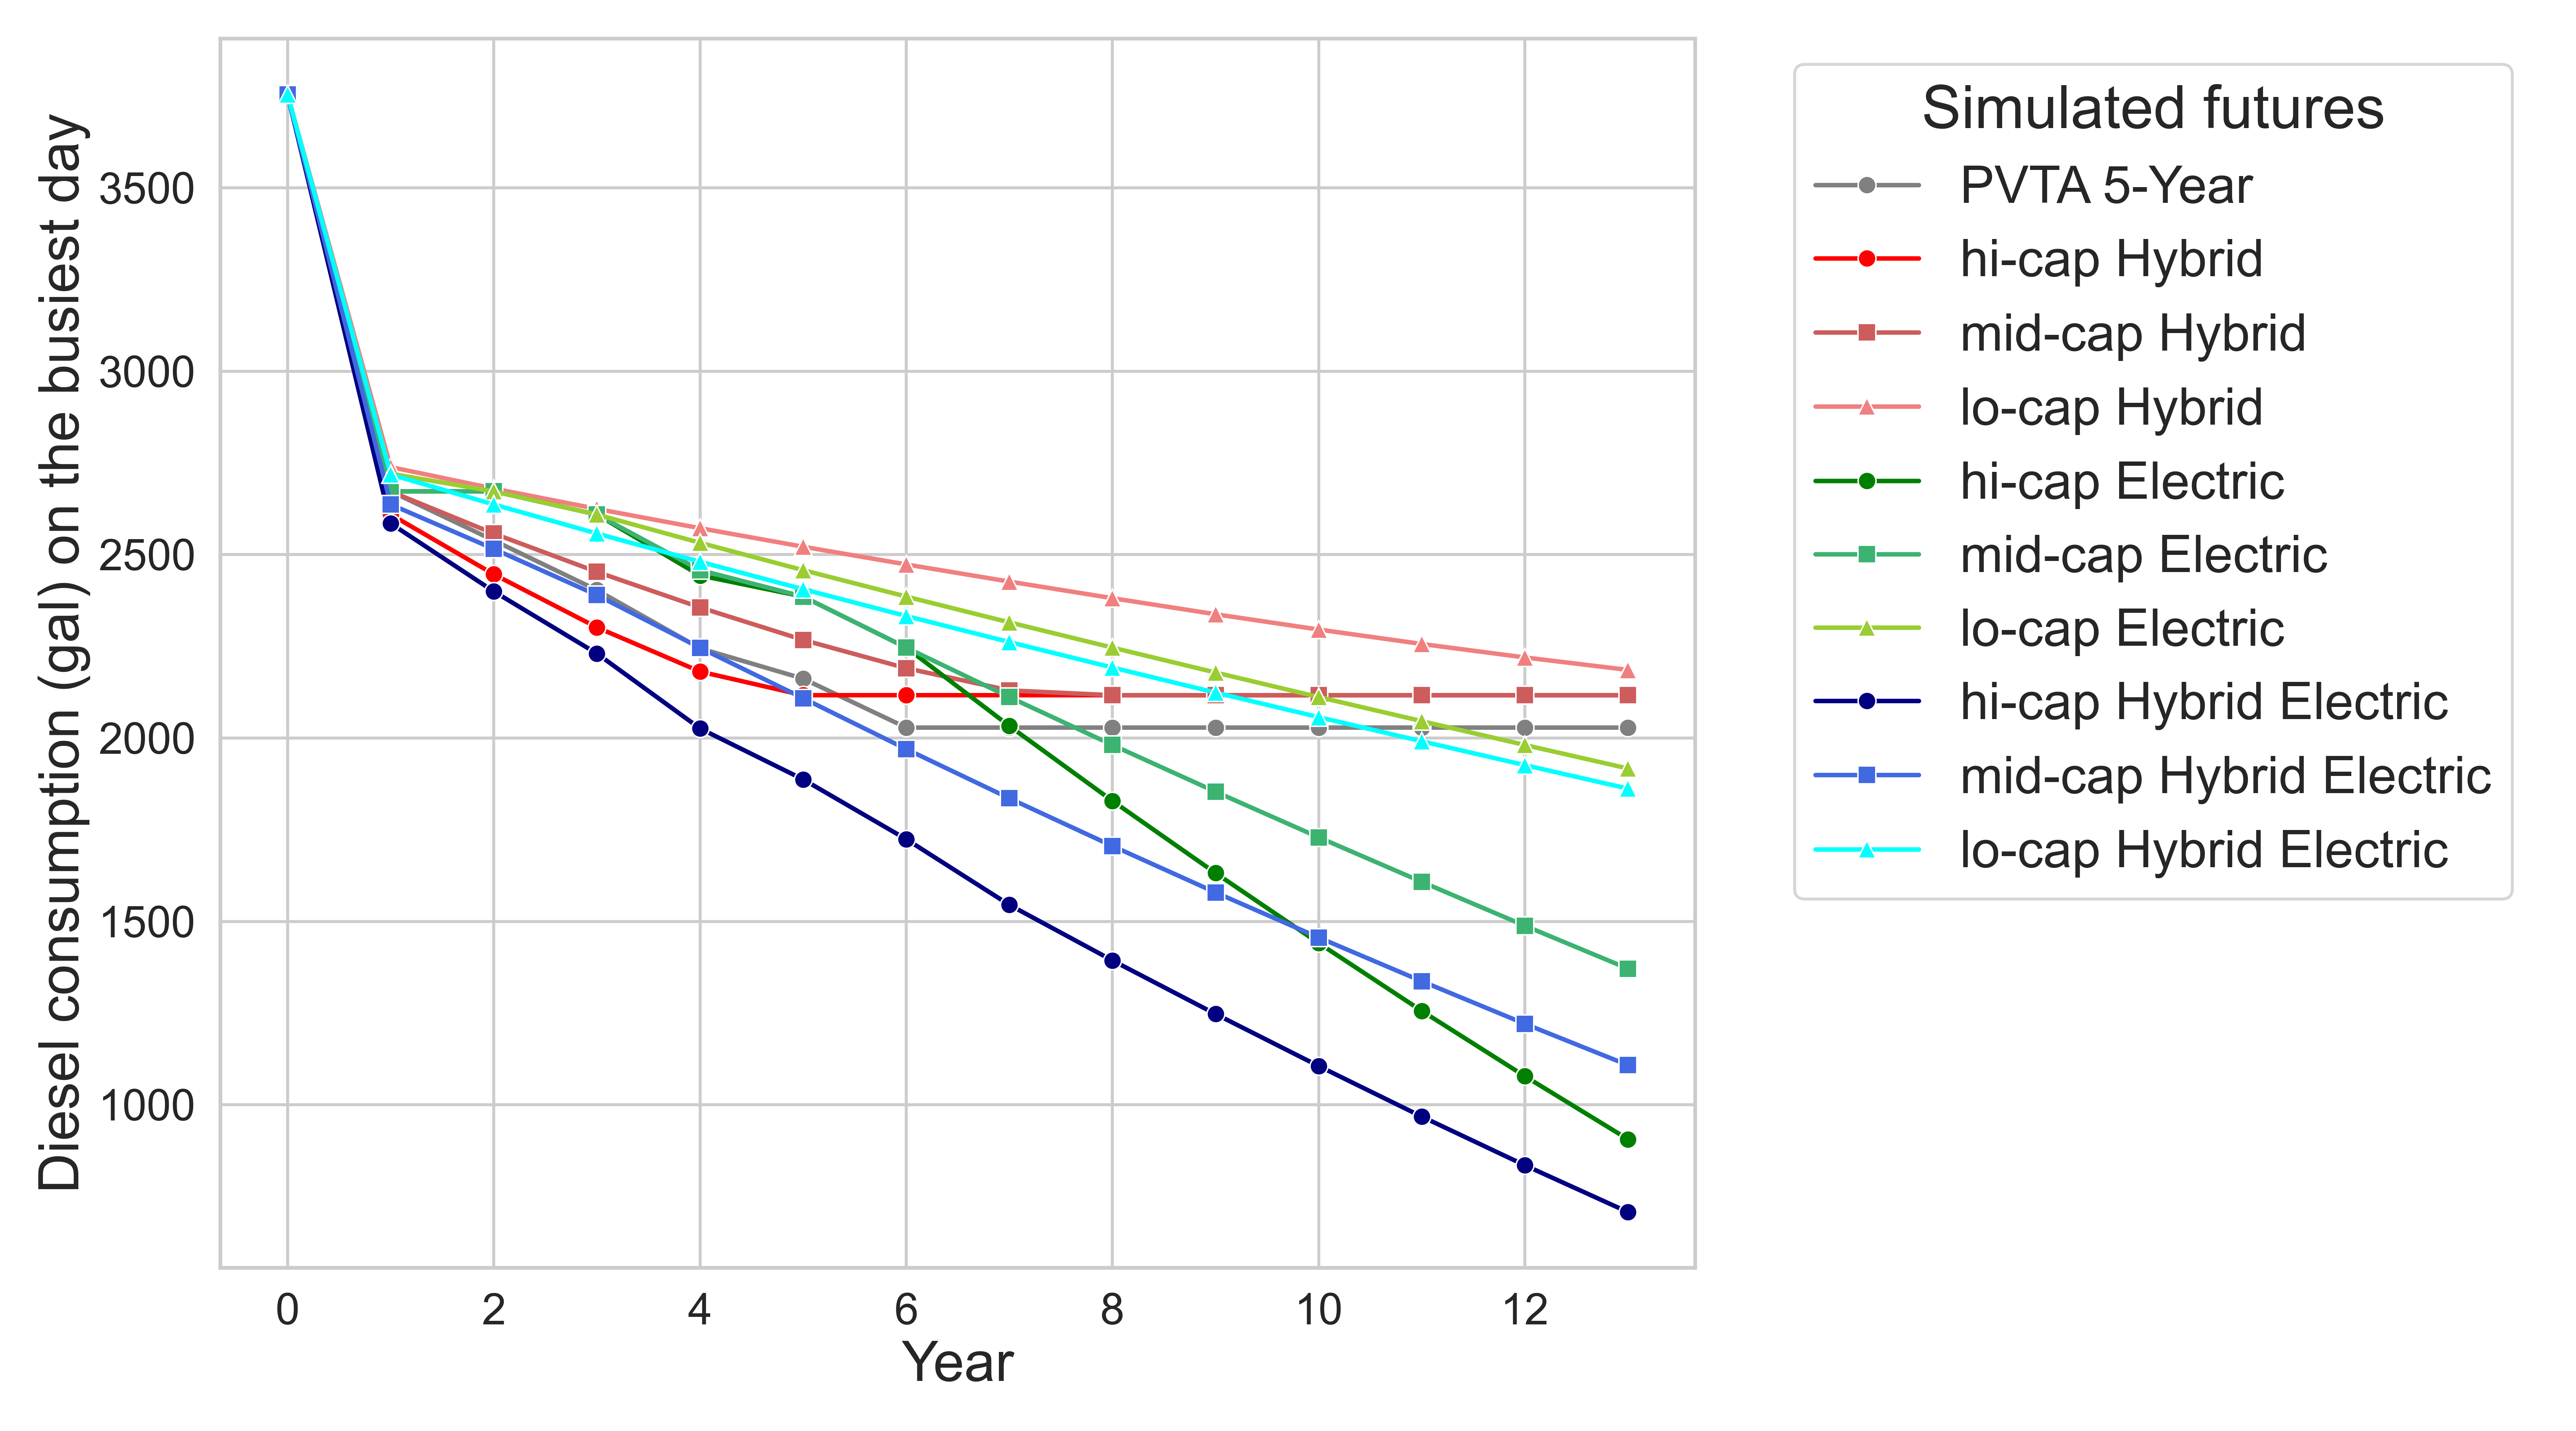 Diesel consumption (gal) on the busiest day
3500
3000
2500
2000
1500
1000
0 2 4 6 8 10 12
Year
Simulated futures
PVTA 5-Year
hi-cap Hybrid
mid-cap Hybrid
lo-cap Hybrid
hi-cap Electric
mid-cap Electric
lo-cap Electric
hi-cap Hybrid Electric
mid-cap Hybrid Electric
lo-cap Hybrid Electric